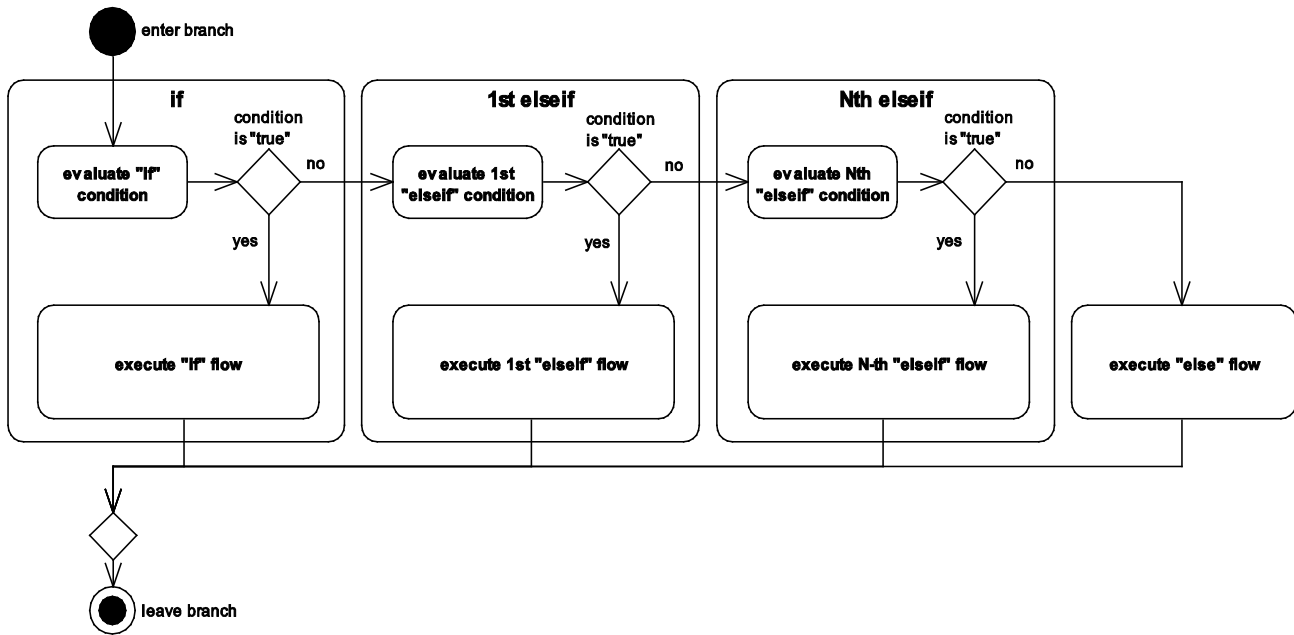 enter branch
if
condition
is "true"
evaluate "if"
condition
no
yes
execute "if" flow
1st elseif
condition
is "true"
evaluate 1st
"elseif" condition
no
yes
execute 1st "elseif" flow
Nth elseif
condition
is "true"
evaluate Nth
"elseif" condition
no
yes
execute N-th "elseif" flow
execute "else" flow
leave branch